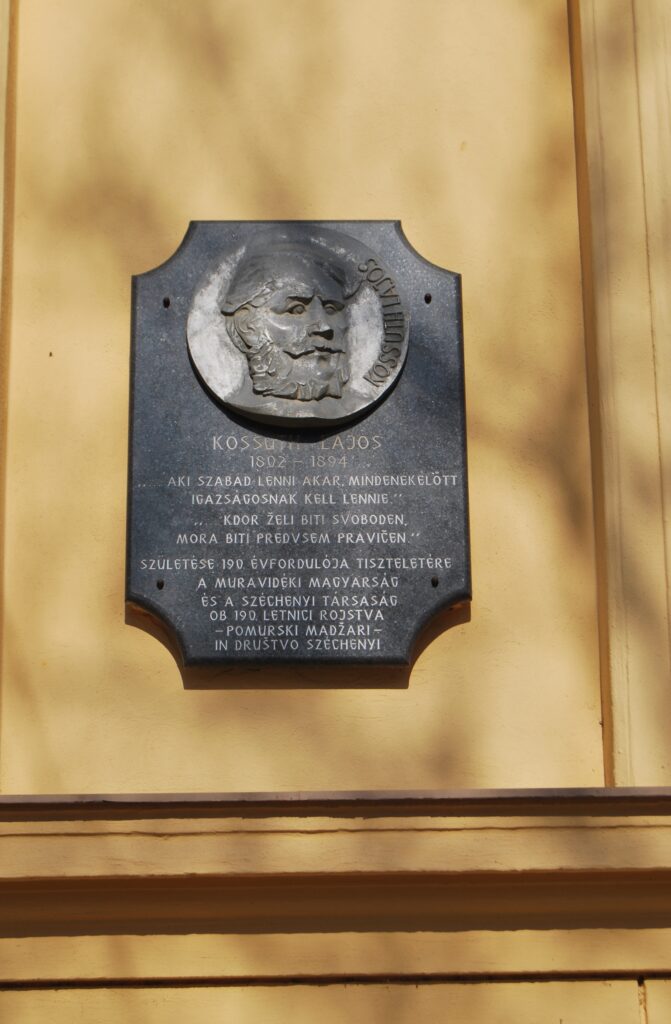 KOSSUTH LAJOS
KOSSUTH LAJOS
1802 - 1894
"..... AKI SZABAD LENNI AKAR, MINDENEKELŐTT
IGAZSÁGOSNAK KELL LENNIE."
"... KDOR ŽELI BITI SVOBODEN,
MORA BITI PREDVSEM PRAVIČEN."
SZÜLETÉSE 190. ÉVFORDULÓJA TISZTELETÉRE
A MURAVIDÉKI MAGYARSÁG
ÉS A SZÉCHENYI TÁRSASÁG
OB 190. LETNICI ROJSTVA
- POMURSKI MADŽARI -
IN DRUŠTVO SZÉCHENYI